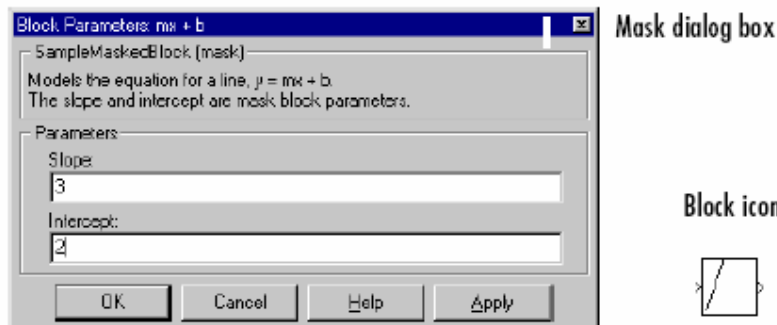 Block Parameters: mx + b
Mask dialog box
SampleMaskedBlock (mask)
Models the equation for a line, y = mx + b.
The slope and intercept are mask block parameters.
Parameters
Slope:
3
Intercept:
2
Block icon
OK
Cancel
Help
Apply